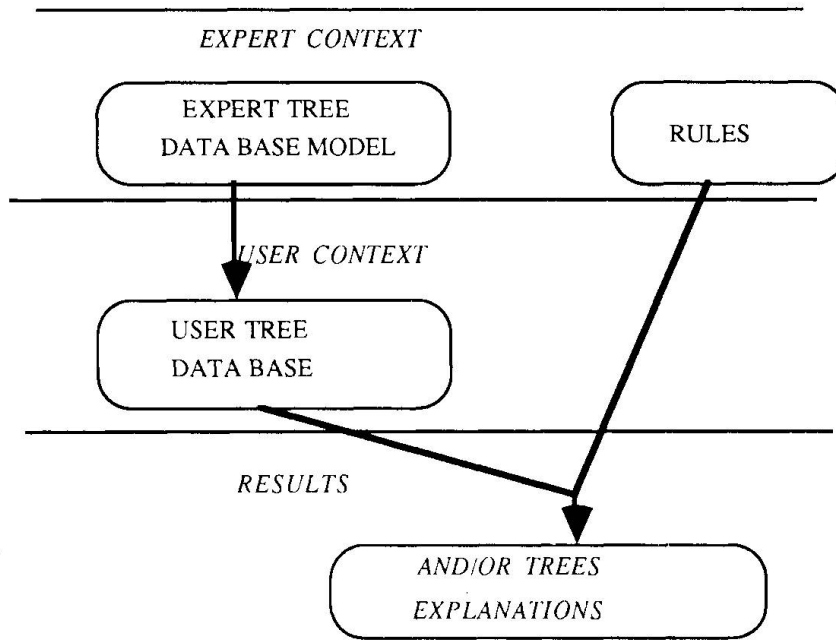 EXPERT CONTEXT
EXPERT TREE
DATA BASE MODEL
RULES
USER CONTEXT
USER TREE
DATA BASE
RESULTS
AND/OR TREES
EXPLANATIONS